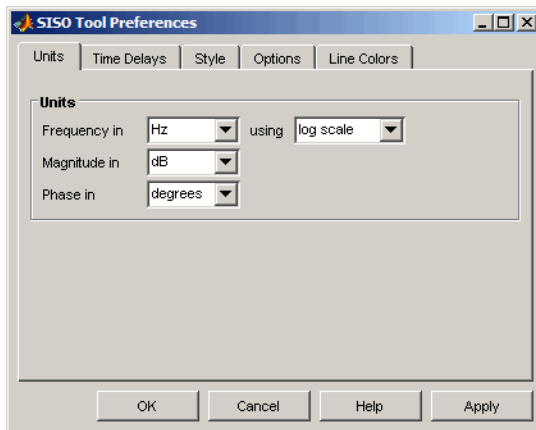 SISO Tool Preferences
Units Time Delays Style Options Line Colors
Units
Frequency in Hz using log scale
Magnitude in dB
Phase in degrees
OK Cancel Help Apply